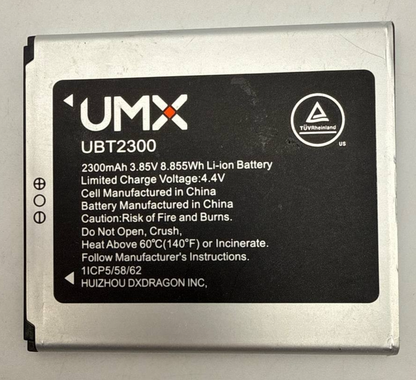 UMX
UBT2300
TÜVRheinland
US
2300mAh 3.85V 8.855Wh Li-ion Battery
Limited Charge Voltage:4.4V
Cell Manufactured in China
Battery Manufactured in China
Caution:Risk of Fire and Burns.
Do Not Open, Crush,
Heat Above 60℃(140°F) or Incinerate.
Follow Manufacturer's Instructions.
1ICP5/58/62
HUIZHOU DXDRAGON INC,